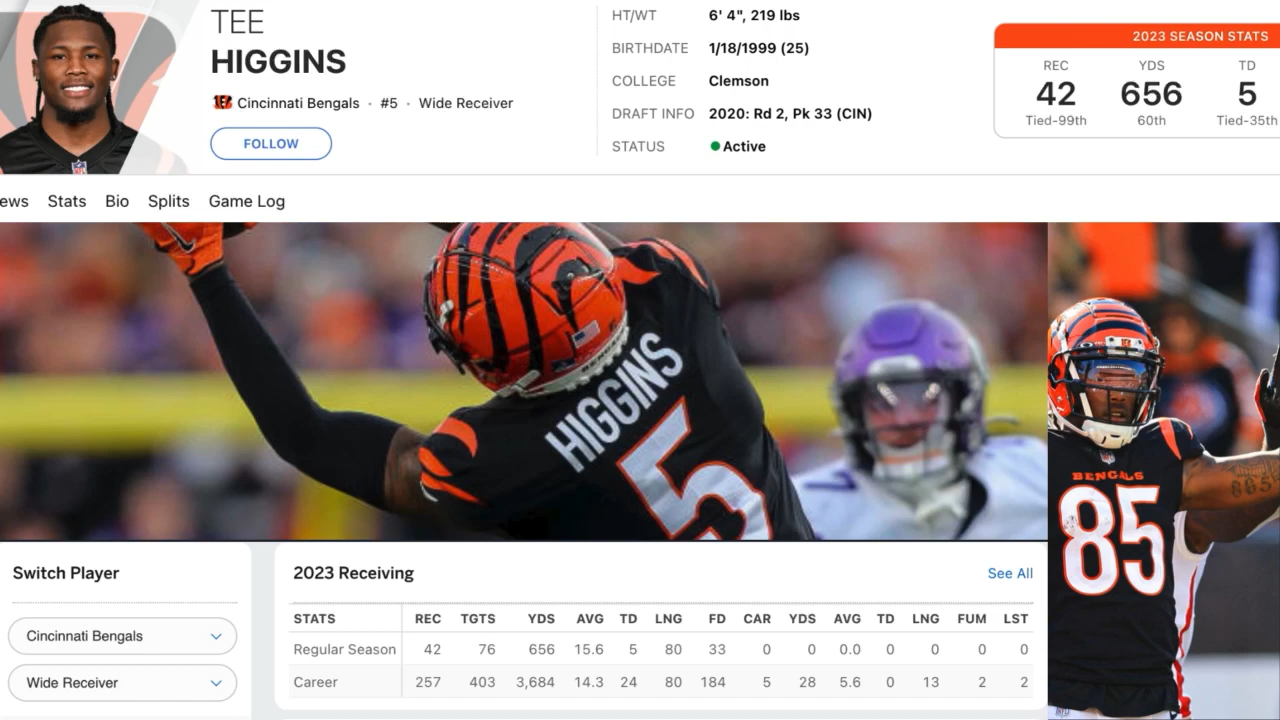 TEE
HIGGINS
Cincinnati Bengals · #5 · Wide Receiver
FOLLOW
HT/WT 6' 4", 219 lbs
BIRTHDATE 1/18/1999 (25)
COLLEGE Clemson
DRAFT INFO 2020: Rd 2, Pk 33 (CIN)
STATUS Active
2023 SEASON STATS
REC YDS TD
42 656 5
Tied-99th 60th Tied-35th
ews Stats Bio Splits Game Log
HIGGINS
5
BENGALS
85
Switch Player
Cincinnati Bengals
Wide Receiver
2023 Receiving
See All
STATS REC TGTS YDS AVG TD LNG FD CAR YDS AVG TD LNG FUM LST
Regular Season 42 76 656 15.6 5 80 33 0 0 0.0 0 0 0 0
Career 257 403 3,684 14.3 24 80 184 5 28 5.6 0 13 2 2